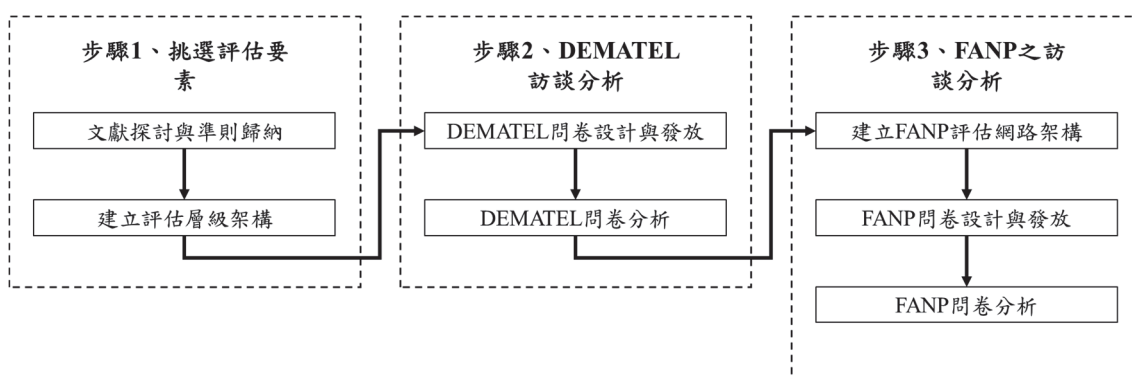 步驟1、挑選評估要
素
文獻探討與準則歸納
建立評估層級架構
步驟2、DEMATEL
訪談分析
DEMATEL問卷設計與發放
DEMATEL問卷分析
步驟3、FANP之訪
談分析
建立FANP評估網路架構
FANP問卷設計與發放
FANP問卷分析